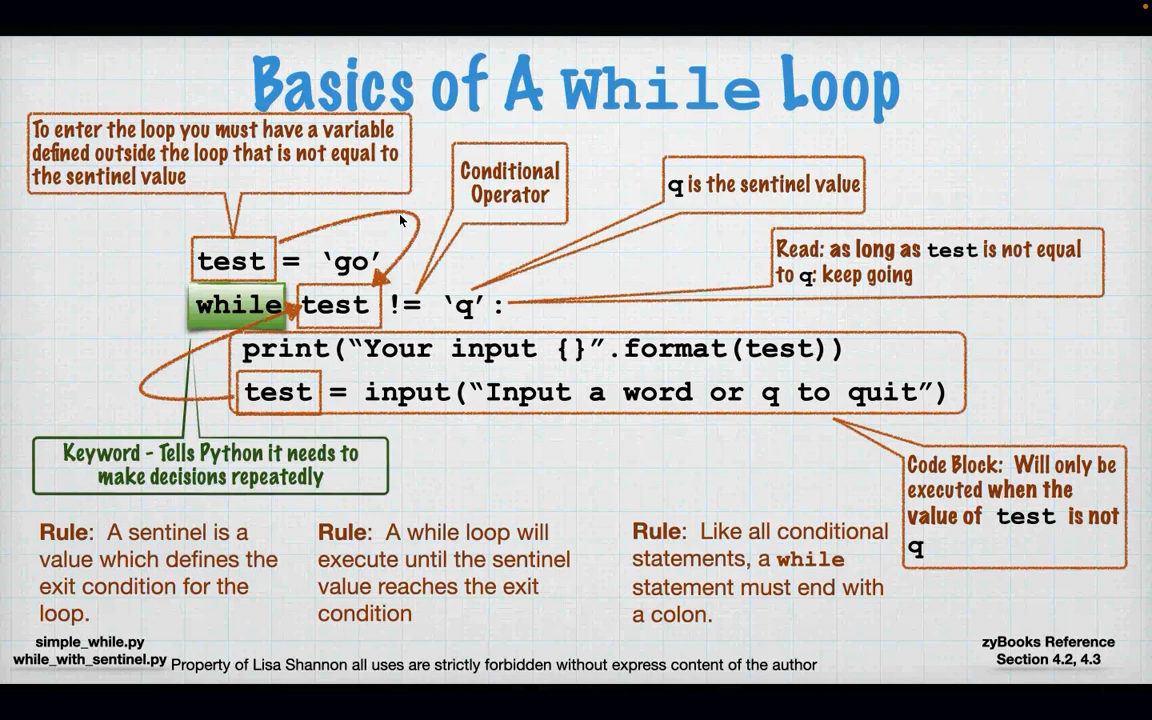 Basics of A While Loop
To enter the loop you must have a variable
defined outside the loop that is not equal to
the sentinel value
Conditional
Operator
q is the sentinel value
Read: as long as test is not equal
to q: keep going
test = ‘go’
while test != ‘q’:
print(“Your input {}”.format(test))
test = input(“Input a word or q to quit”)
Keyword - Tells Python it needs to
make decisions repeatedly
Code Block: Will only be
executed when the
value of test is not
q
Rule: A sentinel is a
value which defines the
exit condition for the
loop.
Rule: A while loop will
execute until the sentinel
value reaches the exit
condition
Rule: Like all conditional
statements, a while
statement must end with
a colon.
simple_while.py
while_with_sentinel.py
Property of Lisa Shannon all uses are strictly forbidden without express content of the author
zyBooks Reference
Section 4.2, 4.3